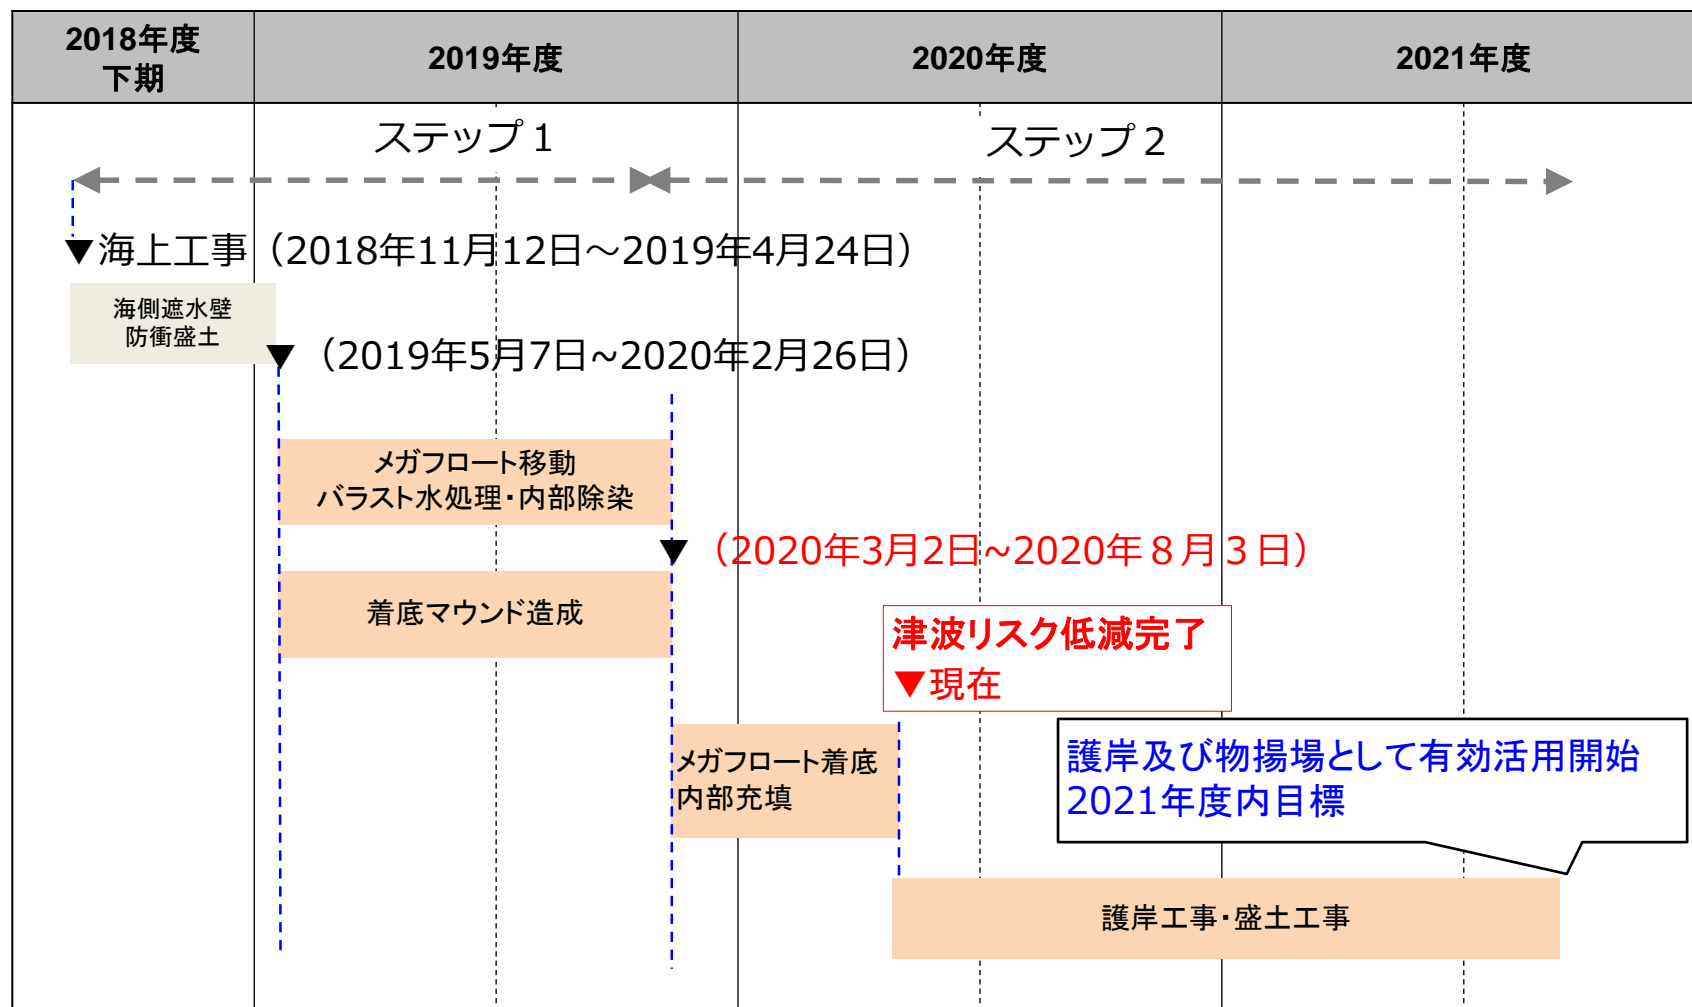 2018年度
下期
2019年度
2020年度
2021年度
ステップ1
ステップ2
▼海上工事（2018年11月12日～2019年4月24日）
海側遮水壁
防衝盛土
▼（2019年5月7日~2020年2月26日）
メガフロート移動
バラスト水処理・内部除染
▼（2020年3月2日~2020年８月３日）
着底マウンド造成
津波リスク低減完了
▼現在
メガフロート着底
内部充填
護岸及び物揚場として有効活用開始
2021年度内目標
護岸工事・盛土工事